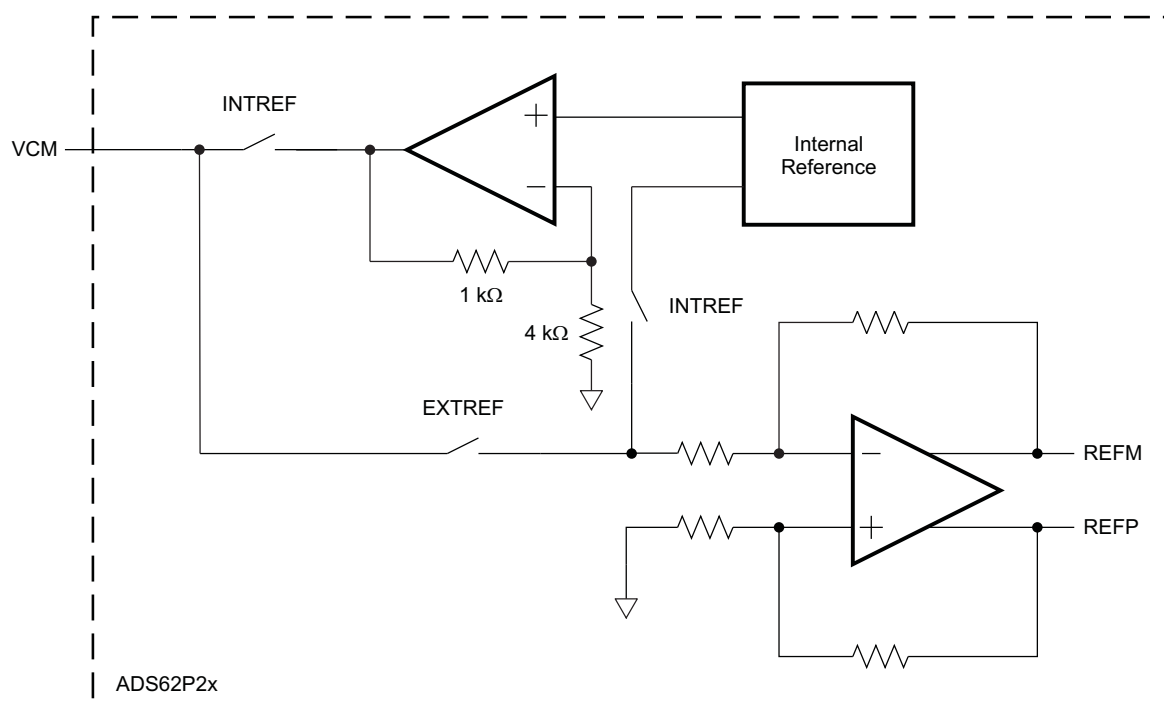 INTREF
VCM
+
Internal
Reference
−
1 kΩ
INTREF
4 kΩ
EXTREF
−
REFM
+
REFP
ADS62P2x